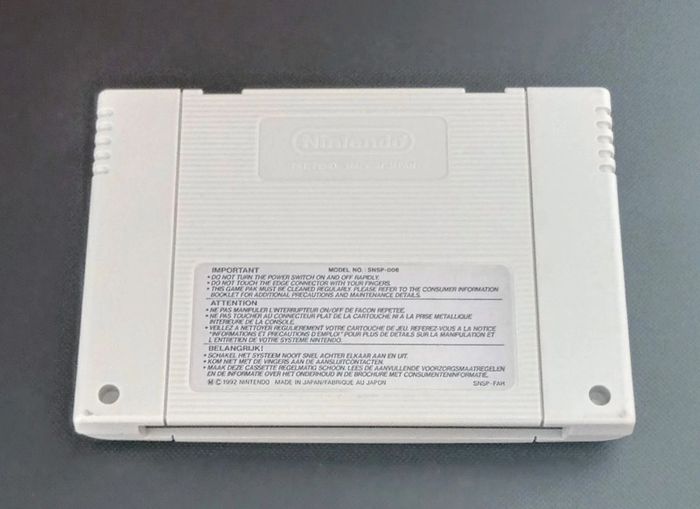 Nintendo
IMPORTANT MODEL NO.: SNSP-006
• DO NOT TURN THE POWER SWITCH ON AND OFF RAPIDLY.
• DO NOT TOUCH THE EDGE CONNECTOR WITH YOUR FINGERS.
• THIS GAME PAK MUST BE CLEANED REGULARLY. PLEASE REFER TO THE CONSUMER INFORMATION
BOOKLET FOR ADDITIONAL PRECAUTIONS AND MAINTENANCE DETAILS.
ATTENTION
• NE PAS MANIPULER L'INTERRUPTEUR ON/OFF DE FACON REPETEE.
• NE PAS TOUCHER AU CONNECTEUR PLAT DE LA CARTOUCHE NI A LA PRISE METALLIQUE
INTERIEURE DE LA CONSOLE.
• VEILLEZ A NETTOYER REGULIEREMENT VOTRE CARTOUCHE DE JEU. REFEREZ-VOUS A LA NOTICE
"INFORMATIONS ET PRECAUTIONS D'EMPLOI" POUR PLUS DE DETAILS SUR LA MANIPULATION ET
L'ENTRETIEN DE VOTRE SYSTEME NINTENDO.
BELANGRIJK!
• SCHAKEL HET SYSTEEM NOOIT SNEL ACHTER ELKAAR AAN EN UIT.
• KOM NIET MET DE VINGERS AAN DE AANSLUITCONTACTEN.
• MAAK DEZE CASSETTE REGELMATIG SCHOON. LEES DE AANVULLENDE VOORZORGSMAATREGELEN
EN DE INFORMATIE OVER HET ONDERHOUD IN DE BROCHURE MET CONSUMENTENINFORMATIE.
Ⓜ © 1992 NINTENDO MADE IN JAPAN/FABRIQUE AU JAPON SNSP-FAH